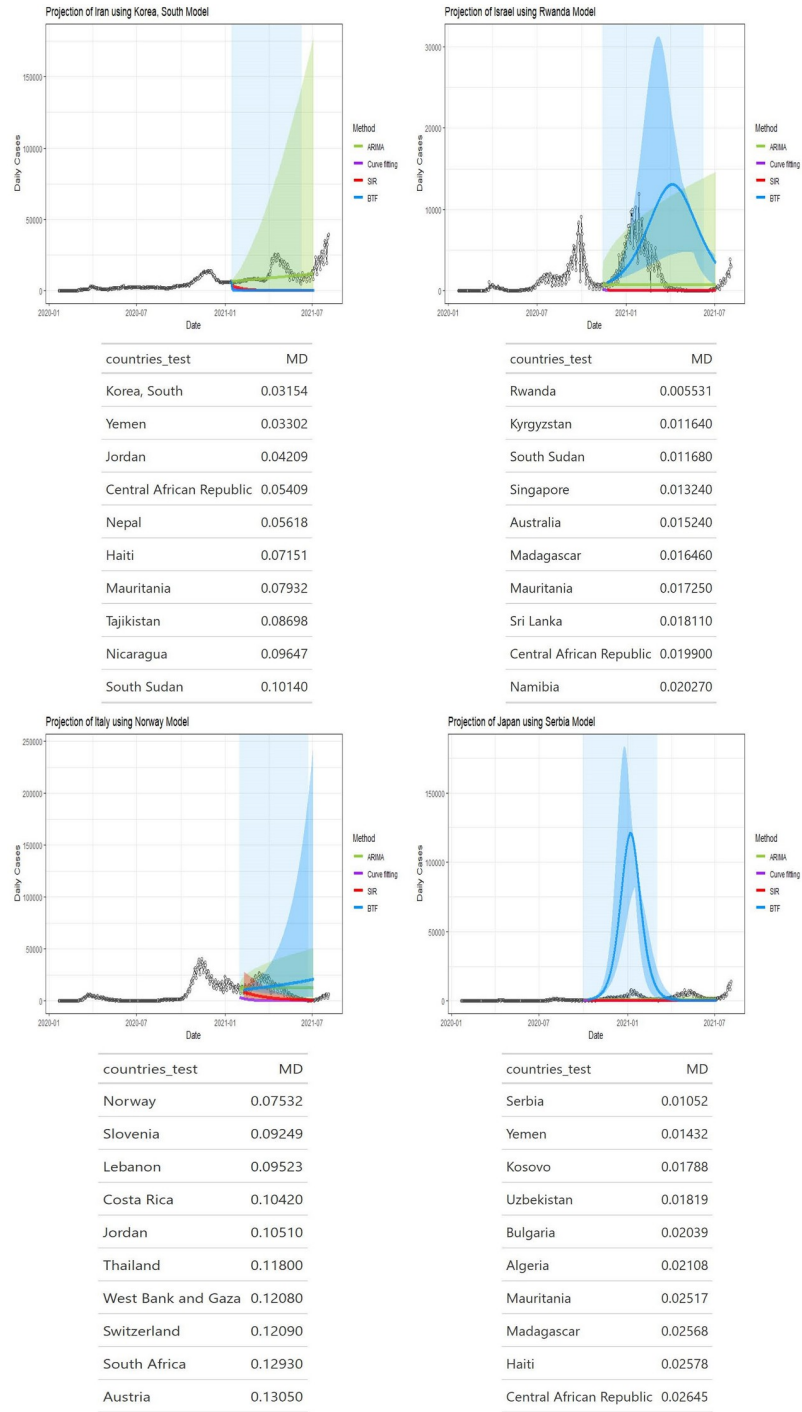 Projection of Iran using Korea, South Model
150000
100000
50000
0
Daily Cases
2020-01
2020-07
2021-01
2021-07
Date
Method
ARIMA
Curve fitting
SIR
BTF
countries_test MD
Korea, South 0.03154
Yemen 0.03302
Jordan 0.04209
Central African Republic 0.05409
Nepal 0.05618
Haiti 0.07151
Mauritania 0.07932
Tajikistan 0.08698
Nicaragua 0.09647
South Sudan 0.10140
Projection of Israel using Rwanda Model
30000
20000
10000
0
Daily Cases
2020-01
2020-07
2021-01
2021-07
Date
Method
ARIMA
Curve fitting
SIR
BTF
countries_test MD
Rwanda 0.005531
Kyrgyzstan 0.011640
South Sudan 0.011680
Singapore 0.013240
Australia 0.015240
Madagascar 0.016460
Mauritania 0.017250
Sri Lanka 0.018110
Central African Republic 0.019900
Namibia 0.020270
Projection of Italy using Norway Model
250000
200000
150000
100000
50000
0
Daily Cases
2020-01
2020-07
2021-01
2021-07
Date
Method
ARIMA
Curve fitting
SIR
BTF
countries_test MD
Norway 0.07532
Slovenia 0.09249
Lebanon 0.09523
Costa Rica 0.10420
Jordan 0.10510
Thailand 0.11800
West Bank and Gaza 0.12080
Switzerland 0.12090
South Africa 0.12930
Austria 0.13050
Projection of Japan using Serbia Model
150000
100000
50000
0
Daily Cases
2020-01
2020-07
2021-01
2021-07
Date
Method
ARIMA
Curve fitting
SIR
BTF
countries_test MD
Serbia 0.01052
Yemen 0.01432
Kosovo 0.01788
Uzbekistan 0.01819
Bulgaria 0.02039
Algeria 0.02108
Mauritania 0.02517
Madagascar 0.02568
Haiti 0.02578
Central African Republic 0.02645